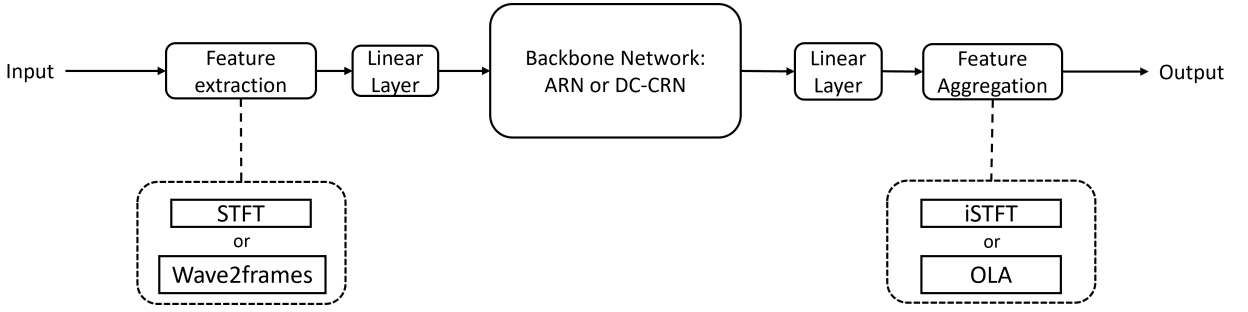 Input
Feature
extraction
Linear
Layer
Backbone Network:
ARN or DC-CRN
Linear
Layer
Feature
Aggregation
Output
STFT
or
Wave2frames
iSTFT
or
OLA